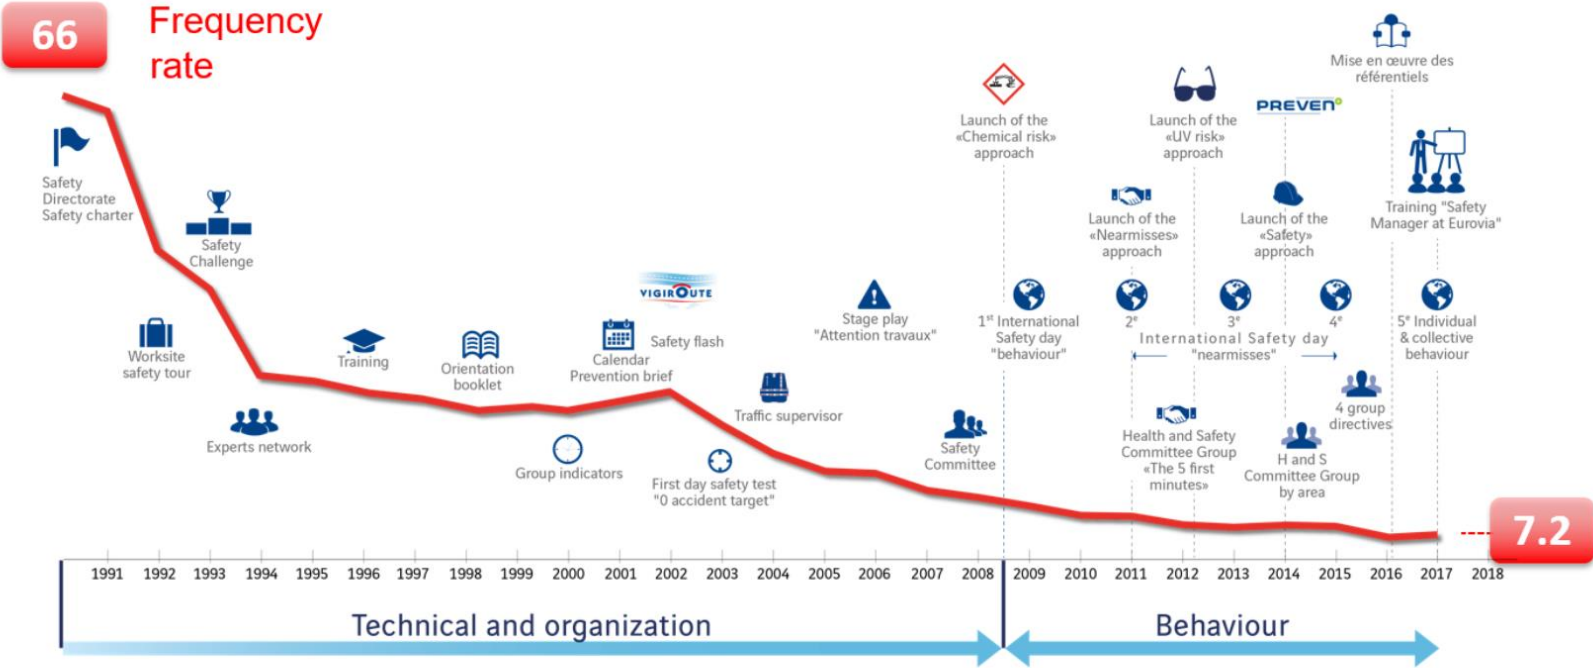 66
Frequency
rate
Safety
Directorate
Safety charter
Safety
Challenge
Worksite
safety tour
Experts network
Training
Orientation
booklet
Group indicators
Calendar
Prevention brief
VIGIROUTE
Safety flash
First day safety test
"0 accident target"
Traffic supervisor
Stage play
"Attention travaux"
Safety
Committee
Launch of the
«Chemical risk»
approach
1st International
Safety day
"behaviour"
Launch of the
«Nearmisses»
approach
2e
3e
4e
International Safety day
"nearmisses"
Health and Safety
Committee Group
«The 5 first
minutes»
Launch of the
«UV risk»
approach
PREVEN°
Launch of the
«Safety»
approach
H and S
Committee Group
by area
4 group
directives
Mise en œuvre des
référentiels
Training "Safety
Manager at Eurovia"
5e Individual
& collective
behaviour
7.2
1991 1992 1993 1994 1995 1996 1997 1998 1999 2000 2001 2002 2003 2004 2005 2006 2007 2008 2009 2010 2011 2012 2013 2014 2015 2016 2017 2018
Technical and organization
Behaviour